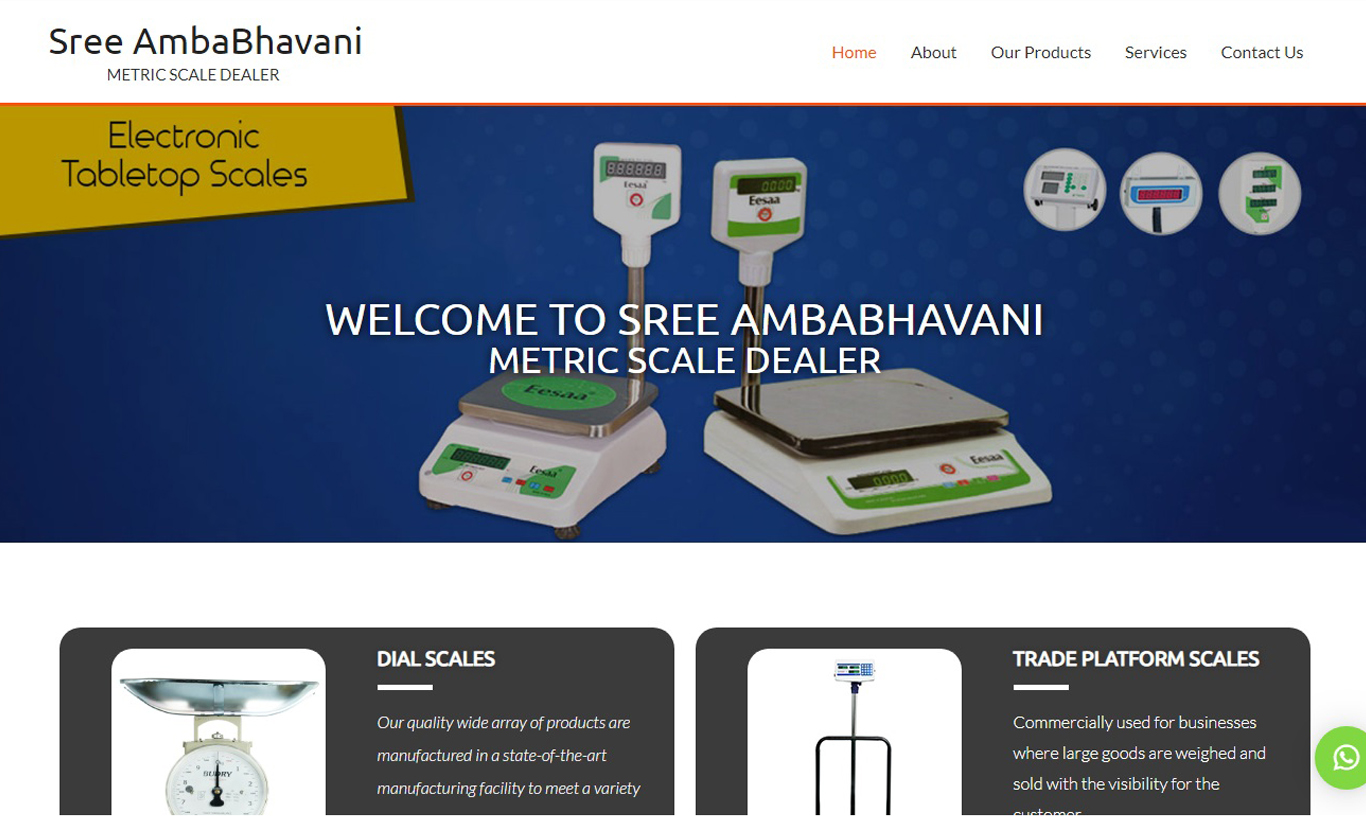 Sree AmbaBhavani
METRIC SCALE DEALER
Home About Our Products Services Contact Us
Electronic
Tabletop Scales
Eesaa
Eesaa
WELCOME TO SREE AMBABHAVANI
METRIC SCALE DEALER
Eesaa
Eesaa
Eesaa
DIAL SCALES
Our quality wide array of products are
manufactured in a state-of-the-art
manufacturing facility to meet a variety
BUDRY
TRADE PLATFORM SCALES
Commercially used for businesses
where large goods are weighed and
sold with the visibility for the
customer